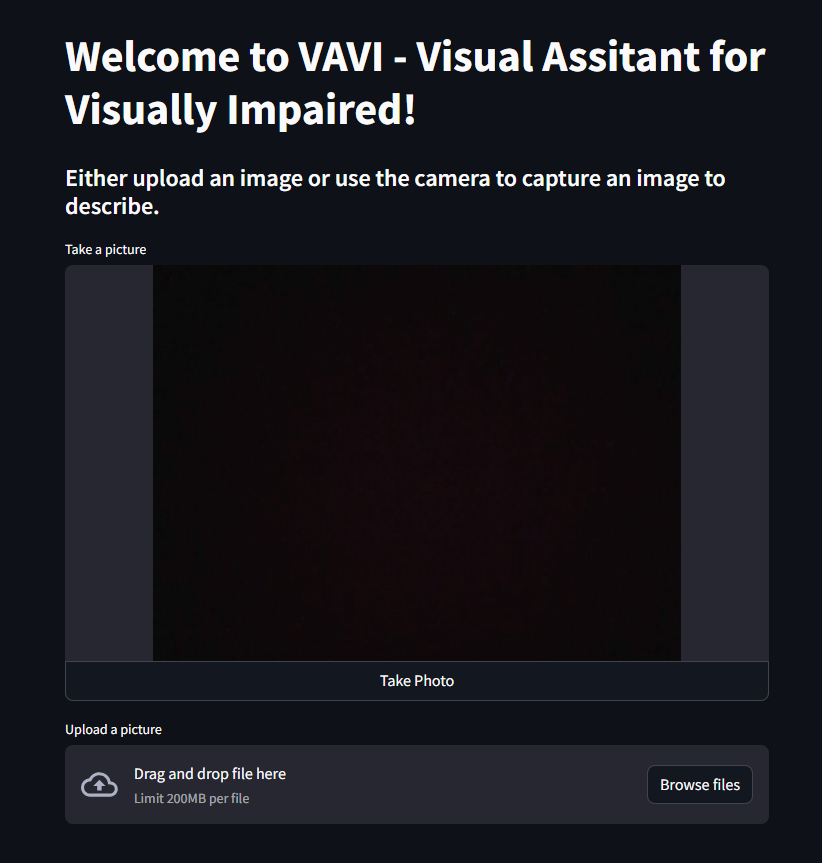 Welcome to VAVI - Visual Assitant for
Visually Impaired!
Either upload an image or use the camera to capture an image to
describe.
Take a picture
Take Photo
Upload a picture
Drag and drop file here
Limit 200MB per file
Browse files